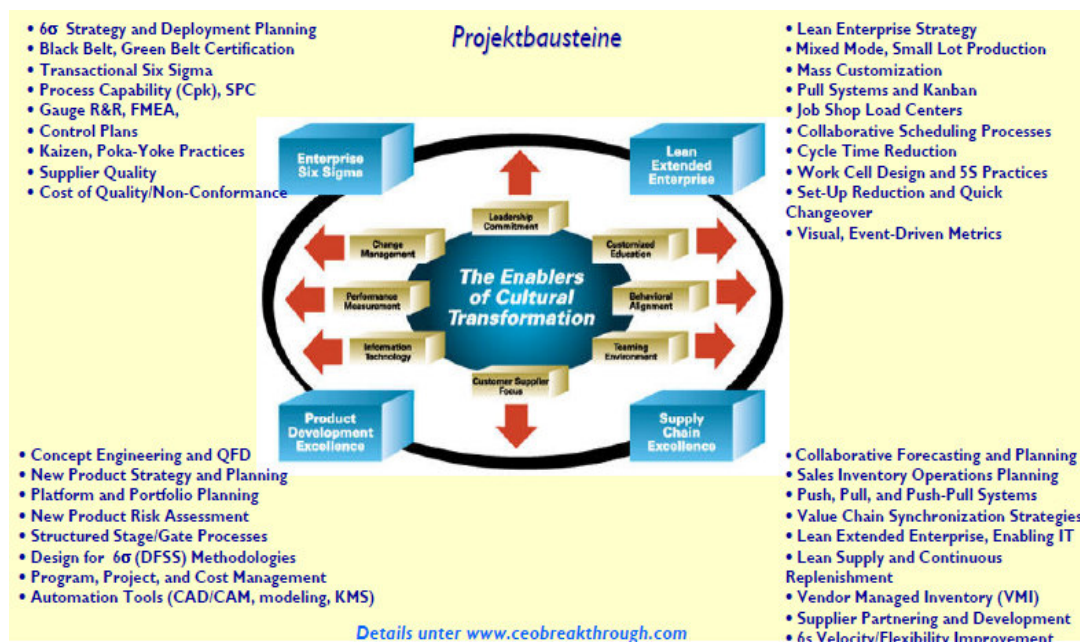 Projektbausteine
• 6σ Strategy and Deployment Planning
• Black Belt, Green Belt Certification
• Transactional Six Sigma
• Process Capability (Cpk), SPC
• Gauge R&R, FMEA,
• Control Plans
• Kaizen, Poka-Yoke Practices
• Supplier Quality
• Cost of Quality/Non-Conformance
• Lean Enterprise Strategy
• Mixed Mode, Small Lot Production
• Mass Customization
• Pull Systems and Kanban
• Job Shop Load Centers
• Collaborative Scheduling Processes
• Cycle Time Reduction
• Work Cell Design and 5S Practices
• Set-Up Reduction and Quick
Changeover
• Visual, Event-Driven Metrics
Enterprise
Six Sigma
Lean
Extended
Enterprise
Leadership
Commitment
Change
Management
Customized
Education
The Enablers
of Cultural
Transformation
Performance
Measurement
Behavioral
Alignment
Information
Technology
Teaming
Environment
Customer Supplier
Focus
Product
Development
Excellence
Supply
Chain
Excellence
• Concept Engineering and QFD
• New Product Strategy and Planning
• Platform and Portfolio Planning
• New Product Risk Assessment
• Structured Stage/Gate Processes
• Design for 6σ (DFSS) Methodologies
• Program, Project, and Cost Management
• Automation Tools (CAD/CAM, modeling, KMS)
• Collaborative Forecasting and Planning
• Sales Inventory Operations Planning
• Push, Pull, and Push-Pull Systems
• Value Chain Synchronization Strategies
• Lean Extended Enterprise, Enabling IT
• Lean Supply and Continuous
Replenishment
• Vendor Managed Inventory (VMI)
• Supplier Partnering and Development
• 6s Velocity/Flexibility Improvement
Details unter www.ceobreakthrough.com